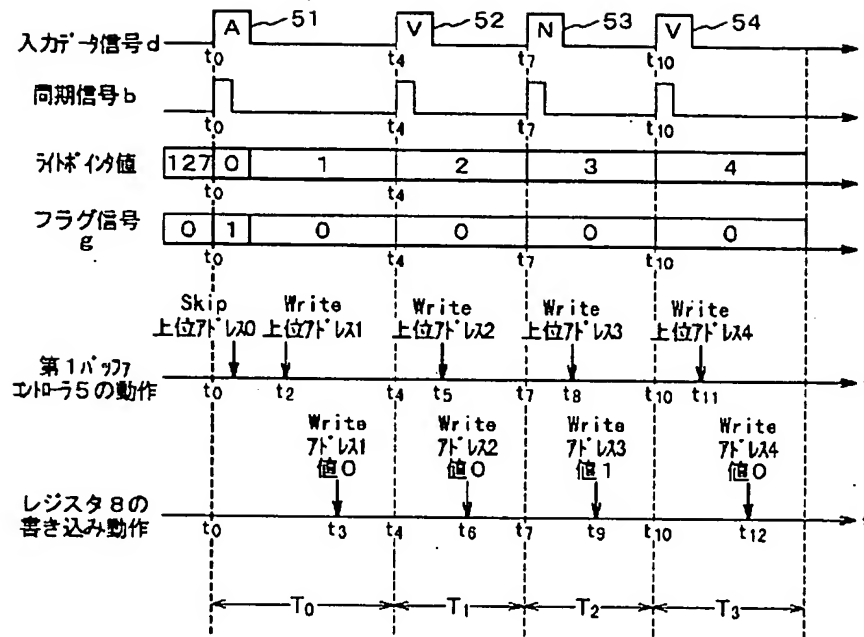 A 51 V 52 N 53 V 54
入力データ信号d
t0 t4 t7 t10
同期信号b
t0 t4 t7 t10
ライトポインタ値 127 0 1 2 3 4
t0 t4
フラグ信号
g
0 1 0 0 0 0
t0 t4 t7 t10
Skip
上位アドレス0
Write
上位アドレス1
Write
上位アドレス2
Write
上位アドレス3
Write
上位アドレス4
第1バッファ
コントローラ5の動作
t0 t2 t4 t5 t7 t8 t10 t11
Write
アドレス1
値0
Write
アドレス2
値0
Write
アドレス3
値1
Write
アドレス4
値0
レジスタ8の
書き込み動作
t0 t3 t4 t6 t7 t9 t10 t12
T0 T1 T2 T3